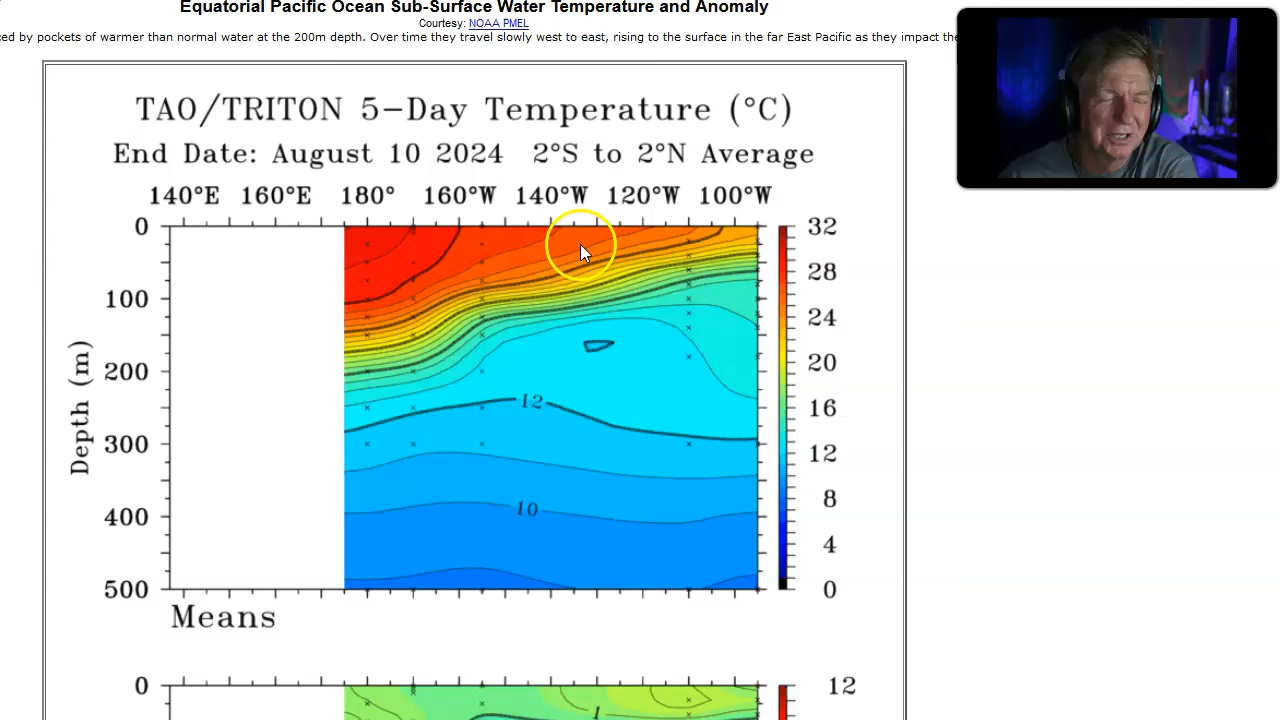 Equatorial Pacific Ocean Sub-Surface Water Temperature and Anomaly
Courtesy: NOAA PMEL
by pockets of warmer than normal water at the 200m depth. Over time they travel slowly west to east, rising to the surface in the far East Pacific as they impact the
TAO/TRITON 5-Day Temperature (°C)
End Date: August 10 2024 2°S to 2°N Average
140°E 160°E 180° 160°W 140°W 120°W 100°W
0 32
28
100
24
20
200
16
12
12
300
8
10
400
4
500 0
Depth (m)
Means
0 12
1